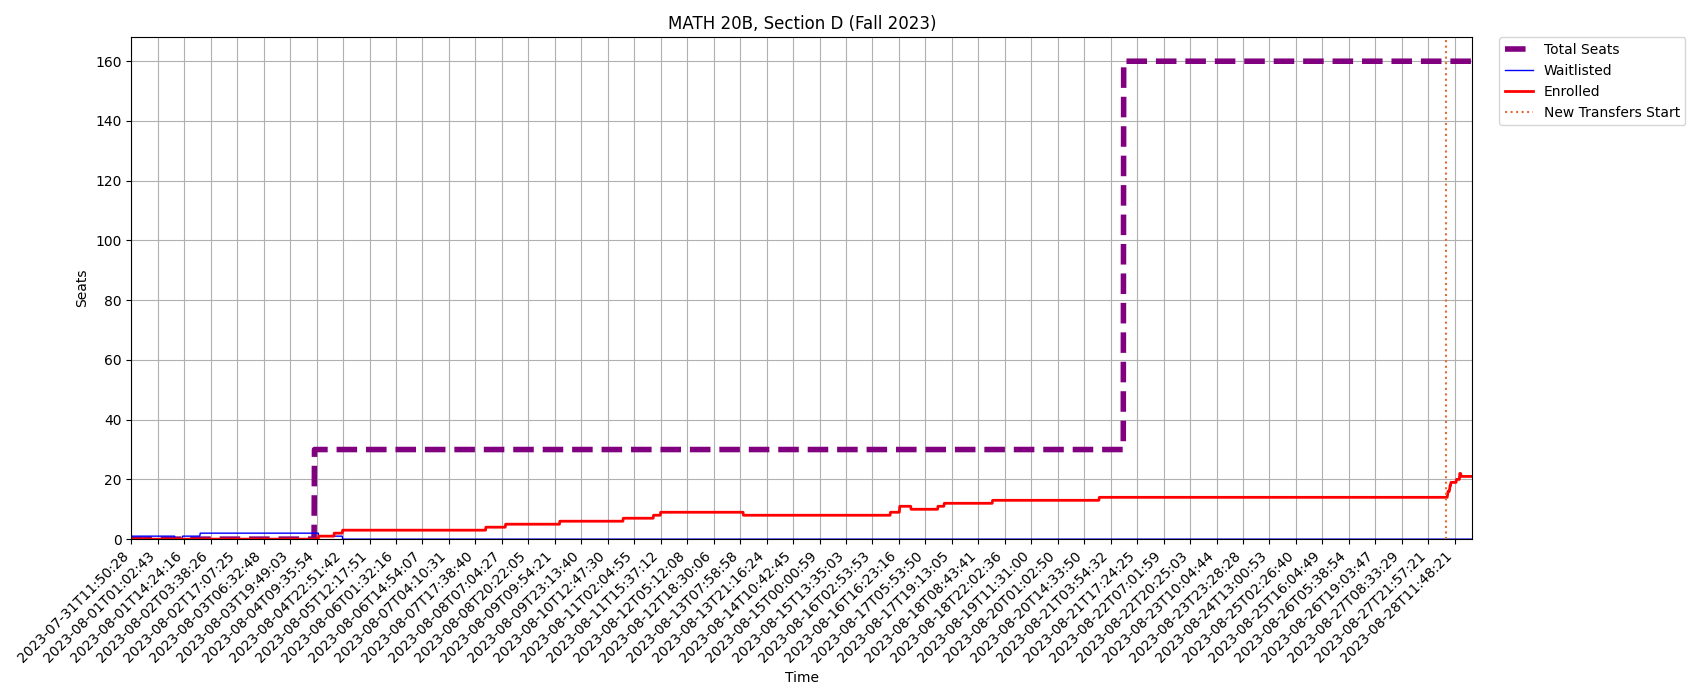 MATH 20B, Section D (Fall 2023)
Total Seats
Waitlisted
Enrolled
New Transfers Start
Seats
160
140
120
100
80
60
40
20
0
2023-07-31T11:50:28
2023-08-01T01:02:43
2023-08-01T14:24:16
2023-08-02T03:38:26
2023-08-02T17:07:25
2023-08-03T06:32:48
2023-08-03T19:49:03
2023-08-04T09:35:54
2023-08-04T22:51:42
2023-08-05T12:17:51
2023-08-06T01:32:16
2023-08-06T14:54:07
2023-08-07T04:10:31
2023-08-07T17:38:40
2023-08-08T07:04:27
2023-08-08T20:22:05
2023-08-09T09:54:21
2023-08-09T23:13:40
2023-08-10T12:47:30
2023-08-11T02:04:55
2023-08-11T15:37:12
2023-08-12T05:12:08
2023-08-12T18:30:06
2023-08-13T07:58:58
2023-08-13T21:16:24
2023-08-14T10:42:45
2023-08-15T00:00:59
2023-08-15T13:35:03
2023-08-16T02:53:53
2023-08-16T16:23:16
2023-08-17T05:53:50
2023-08-17T19:13:05
2023-08-18T08:43:41
2023-08-18T22:02:36
2023-08-19T11:31:00
2023-08-20T01:02:50
2023-08-20T14:33:50
2023-08-21T03:54:32
2023-08-21T17:24:25
2023-08-22T07:01:59
2023-08-22T20:25:03
2023-08-23T10:04:44
2023-08-23T23:28:28
2023-08-24T13:00:53
2023-08-25T02:26:40
2023-08-25T16:04:49
2023-08-26T05:38:54
2023-08-26T19:03:47
2023-08-27T08:33:29
2023-08-27T21:57:21
2023-08-28T11:48:21
Time